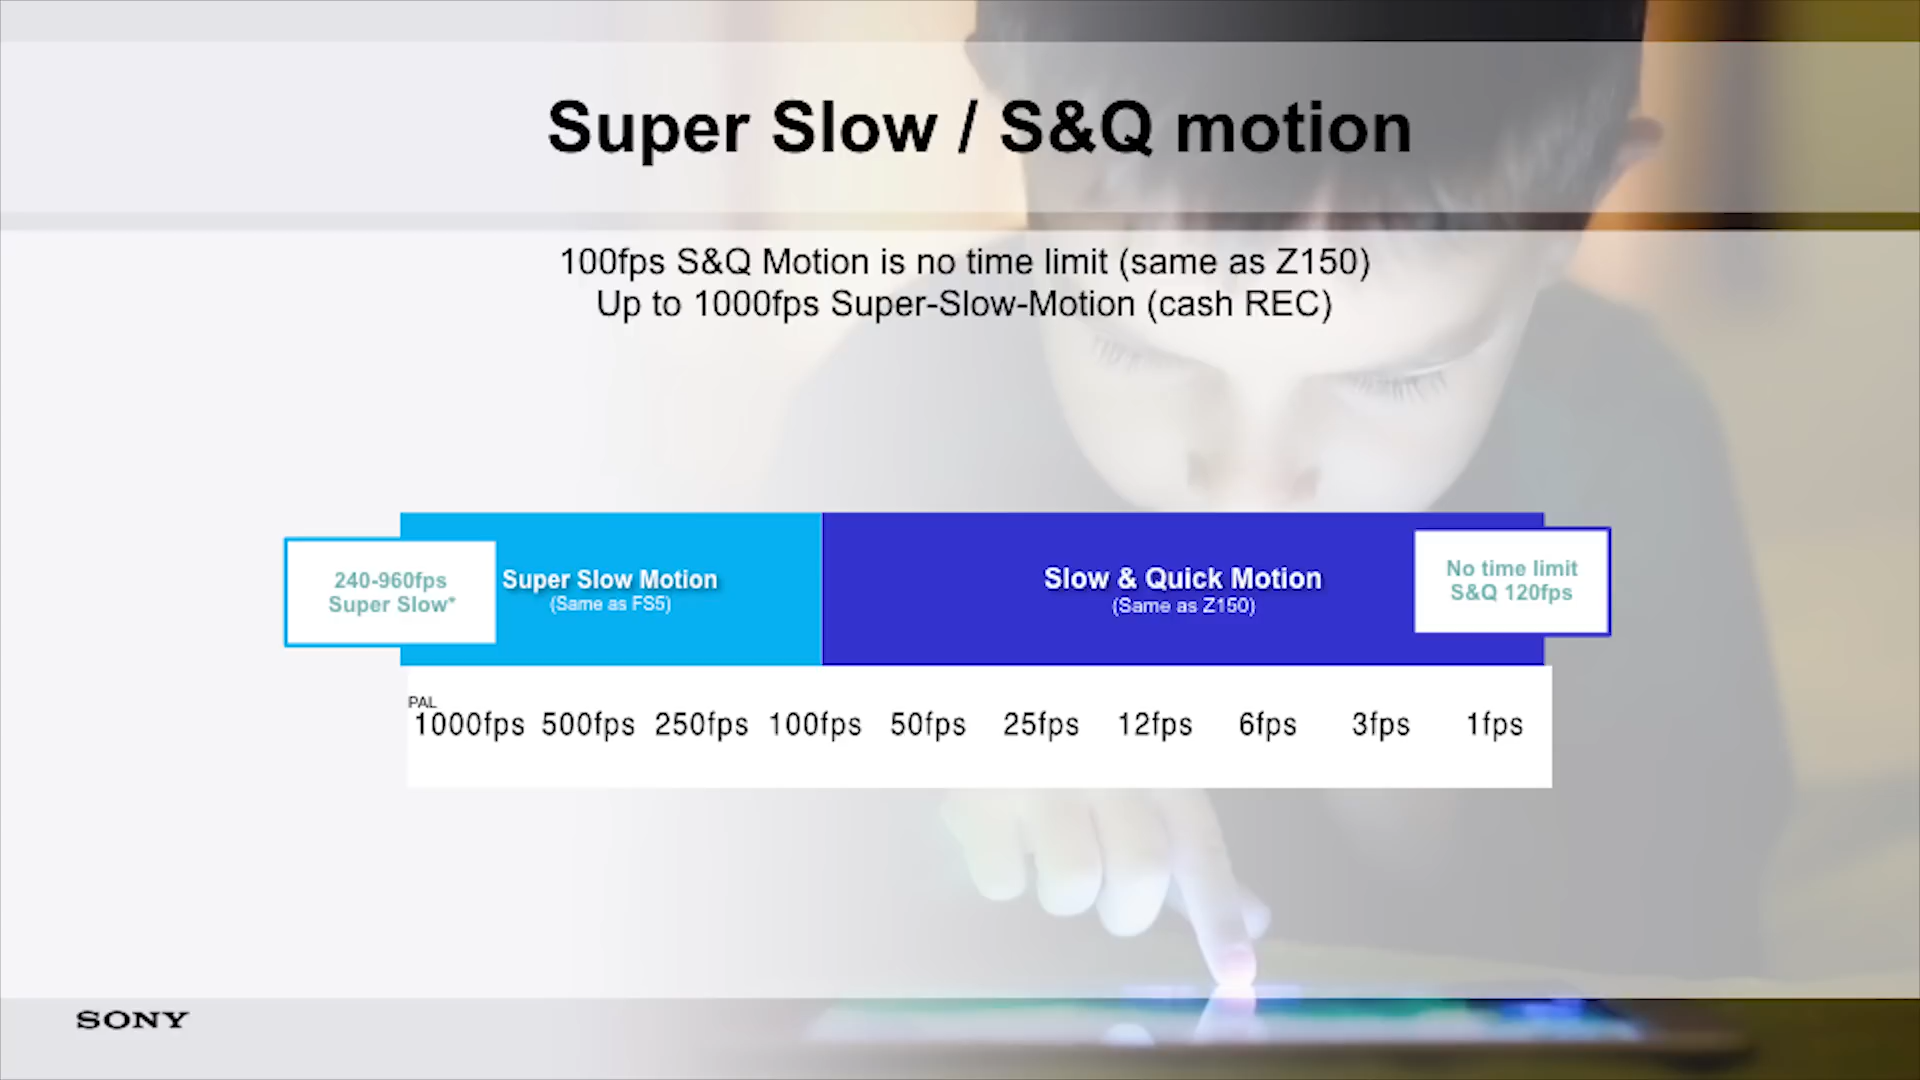 Super Slow / S&Q motion
100fps S&Q Motion is no time limit (same as Z150)
Up to 1000fps Super-Slow-Motion (cash REC)
240-960fps
Super Slow*
Super Slow Motion
(Same as FS5)
Slow & Quick Motion
(Same as Z150)
No time limit
S&Q 120fps
PAL
1000fps 500fps 250fps 100fps 50fps 25fps 12fps 6fps 3fps 1fps
SONY